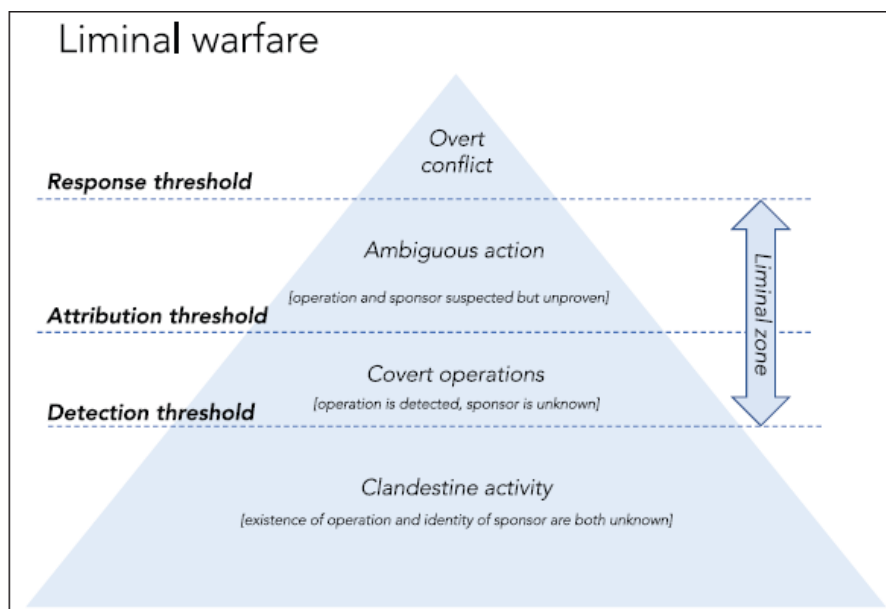 Liminal warfare
Overt
conflict
Response threshold
Ambiguous action
[operation and sponsor suspected but unproven]
Attribution threshold
Liminal zone
Covert operations
[operation is detected, sponsor is unknown]
Detection threshold
Clandestine activity
[existence of operation and identity of sponsor are both unknown]